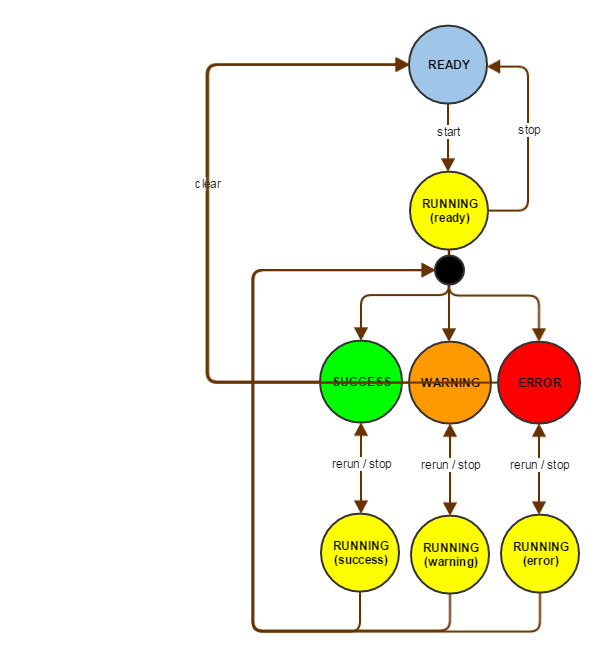 READY
start
stop
clear
RUNNING
(ready)
SUCCESS
WARNING
ERROR
rerun / stop
rerun / stop
rerun / stop
RUNNING
(success)
RUNNING
(warning)
RUNNING
(error)